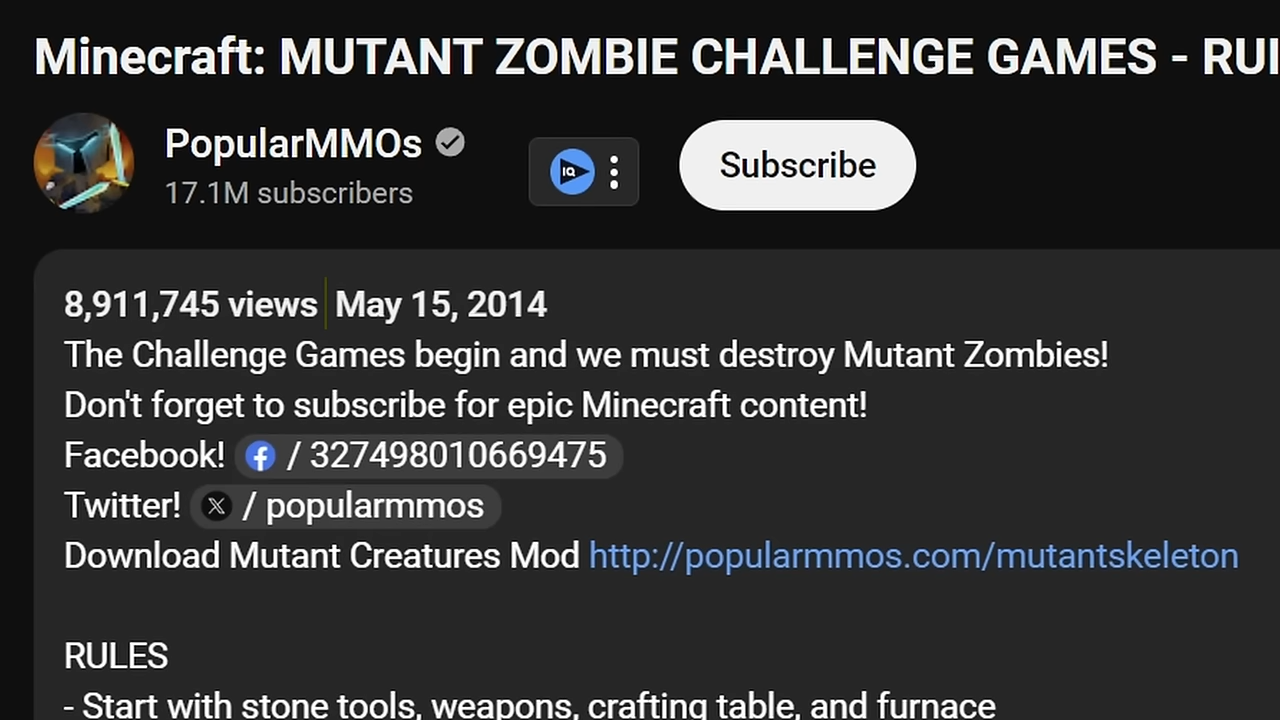 Minecraft: MUTANT ZOMBIE CHALLENGE GAMES -
PopularMMOs
17.1M subscribers
IQ
Subscribe
8,911,745 views May 15, 2014
The Challenge Games begin and we must destroy Mutant Zombies!
Don't forget to subscribe for epic Minecraft content!
Facebook! / 327498010669475
Twitter! / popularmmos
Download Mutant Creatures Mod http://popularmmos.com/mutantskeleton
RULES
- Start with stone tools, weapons, crafting table, and furnace